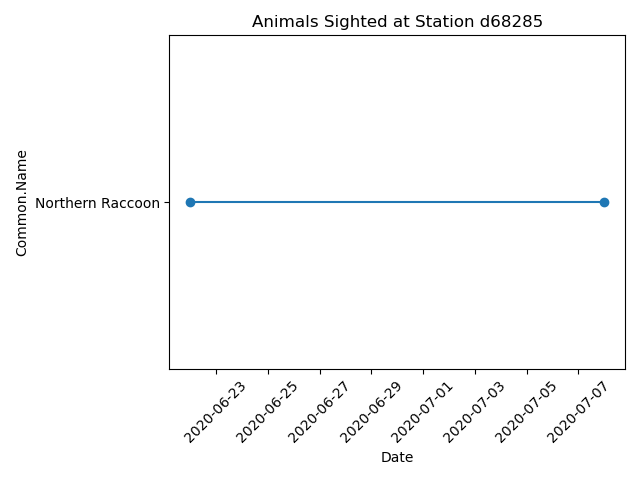 Animals Sighted at Station d68285
Common.Name
Northern Raccoon
2020-06-23
2020-06-25
2020-06-27
2020-06-29
2020-07-01
2020-07-03
2020-07-05
2020-07-07
Date